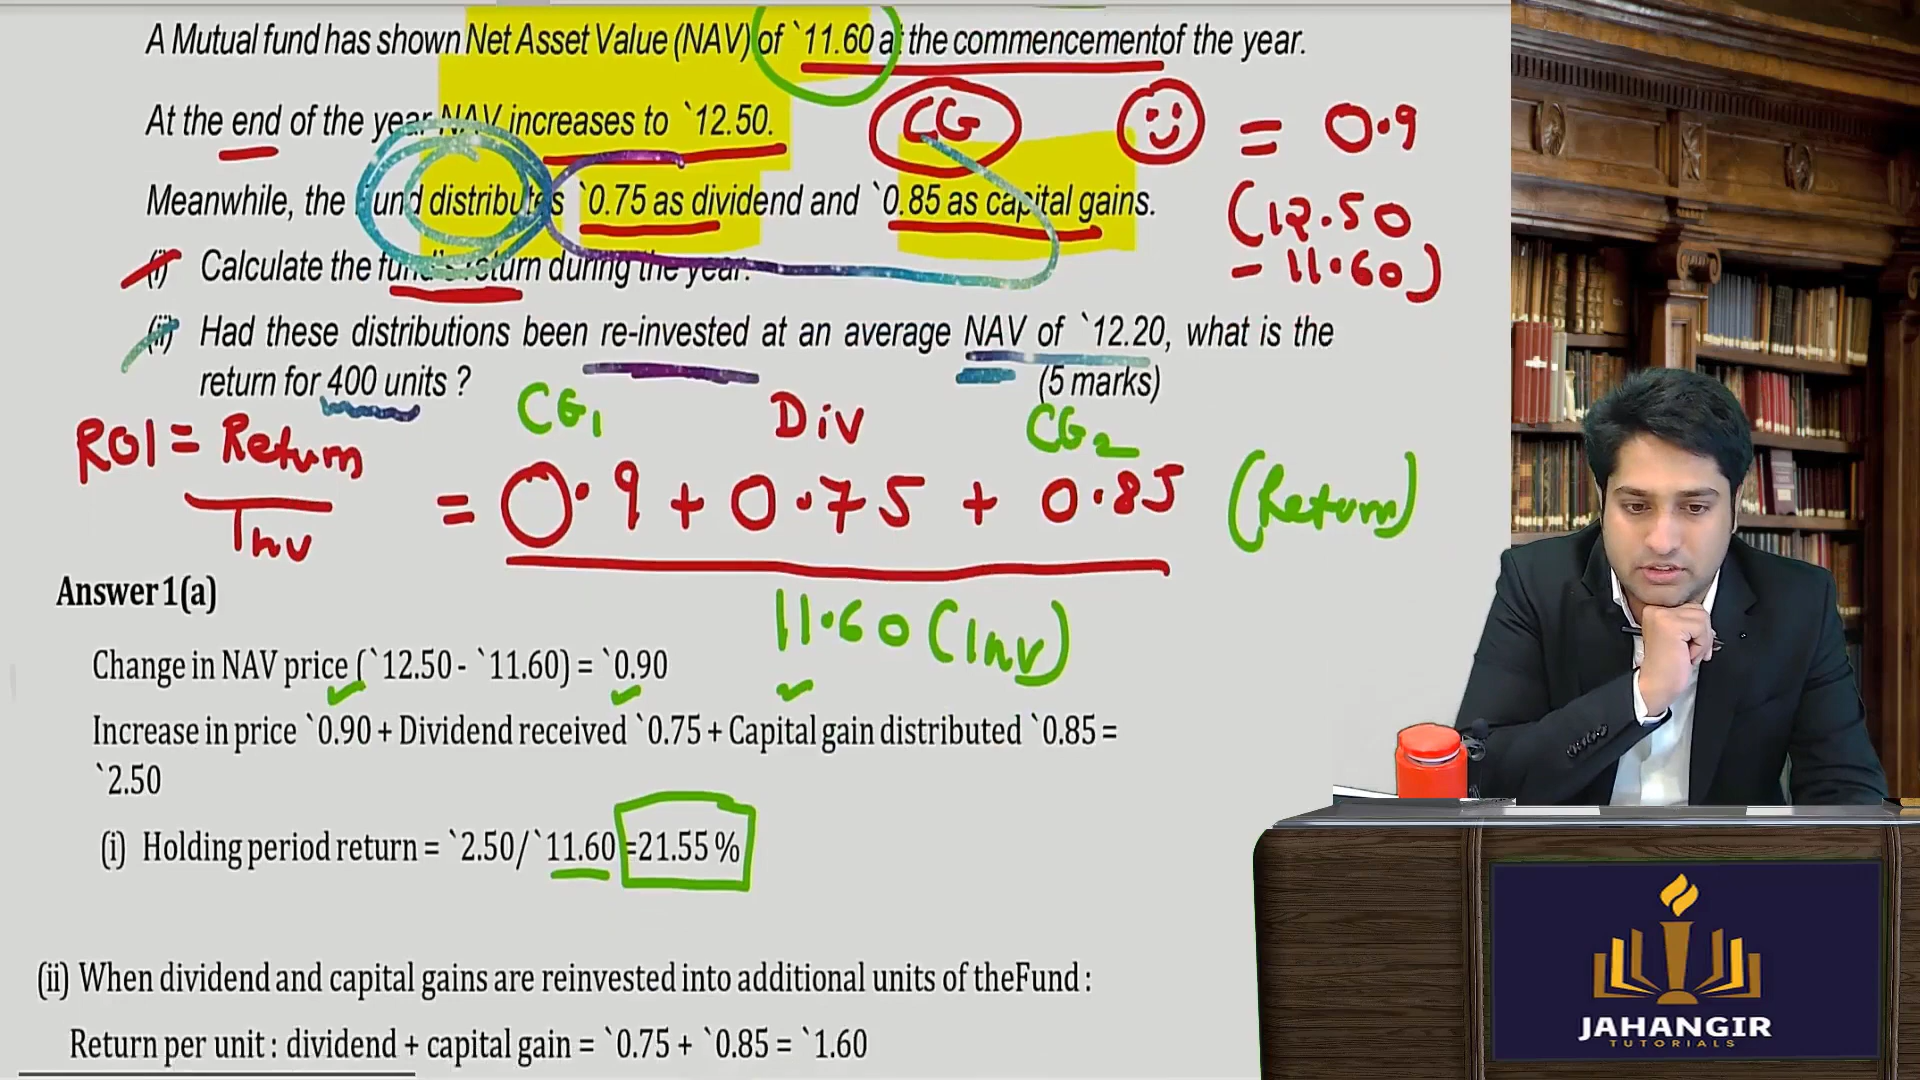 A Mutual fund has shown Net Asset Value (NAV) of `11.60 at the commencementof the year.
At the end of the year NAV increases to `12.50.
CG
= 0.9
(12.50
- 11.60)
Meanwhile, the Fund distributes `0.75 as dividend and `0.85 as capital gains.
(i) Calculate the fund's return during the year.
(ii) Had these distributions been re-invested at an average NAV of `12.20, what is the
return for 400 units ? (5 marks)
CG1 Div CG2
ROI = Return
Inv
= 0.9 + 0.75 + 0.85 (Return)
11.60 (Inv)
Answer 1(a)
Change in NAV price (`12.50 - `11.60) = `0.90
Increase in price `0.90 + Dividend received `0.75 + Capital gain distributed `0.85 =
`2.50
(i) Holding period return = `2.50/`11.60 =21.55 %
(ii) When dividend and capital gains are reinvested into additional units of theFund :
Return per unit : dividend + capital gain = `0.75 + `0.85 = `1.60
JAHANGIR
TUTORIALS